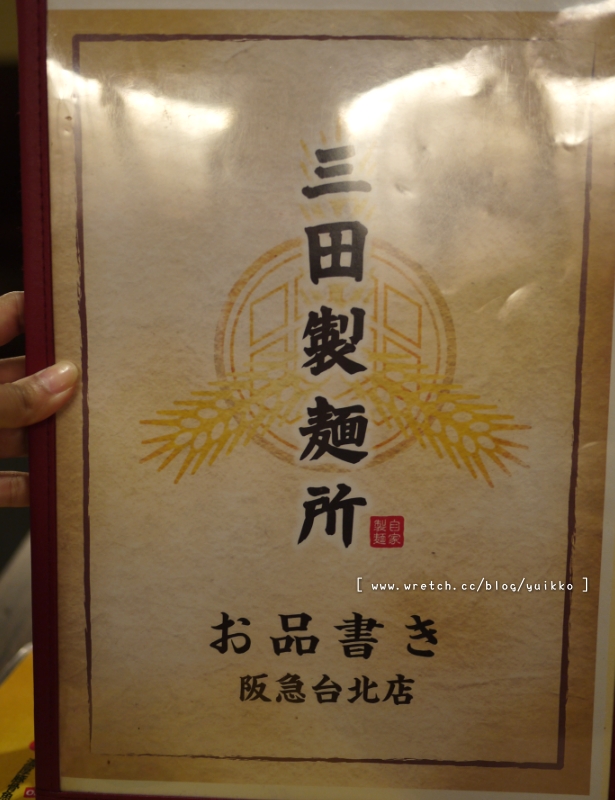 三田製麺所
自家
製麺
[ www.wretch.cc/blog/yuikko ]
お品書き
阪急台北店